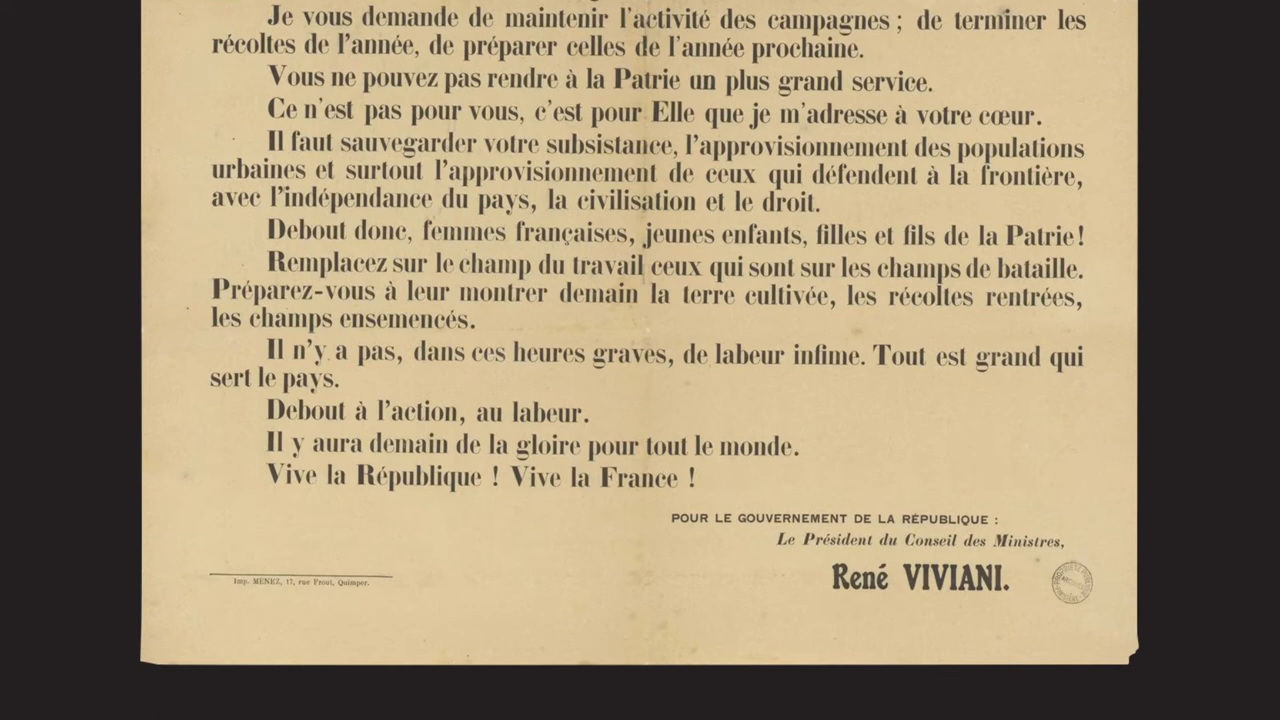 Je vous demande de maintenir l'activité des campagnes ; de terminer les
récoltes de l'année, de préparer celles de l'année prochaine.
Vous ne pouvez pas rendre à la Patrie un plus grand service.
Ce n'est pas pour vous, c'est pour Elle que je m'adresse à votre cœur.
Il faut sauvegarder votre subsistance, l'approvisionnement des populations
urbaines et surtout l'approvisionnement de ceux qui défendent à la frontière,
avec l'indépendance du pays, la civilisation et le droit.
Debout donc, femmes françaises, jeunes enfants, filles et fils de la Patrie!
Remplacez sur le champ du travail ceux qui sont sur les champs de bataille.
Préparez-vous à leur montrer demain la terre cultivée, les récoltes rentrées,
les champs ensemencés.
Il n'y a pas, dans ces heures graves, de labeur infime. Tout est grand qui
sert le pays.
Debout à l'action, au labeur.
Il y aura demain de la gloire pour tout le monde.
Vive la République ! Vive la France !
POUR LE GOUVERNEMENT DE LA RÉPUBLIQUE :
Le Président du Conseil des Ministres,
René VIVIANI.
Imp. MENEZ, 17, rue Frout, Quimper.